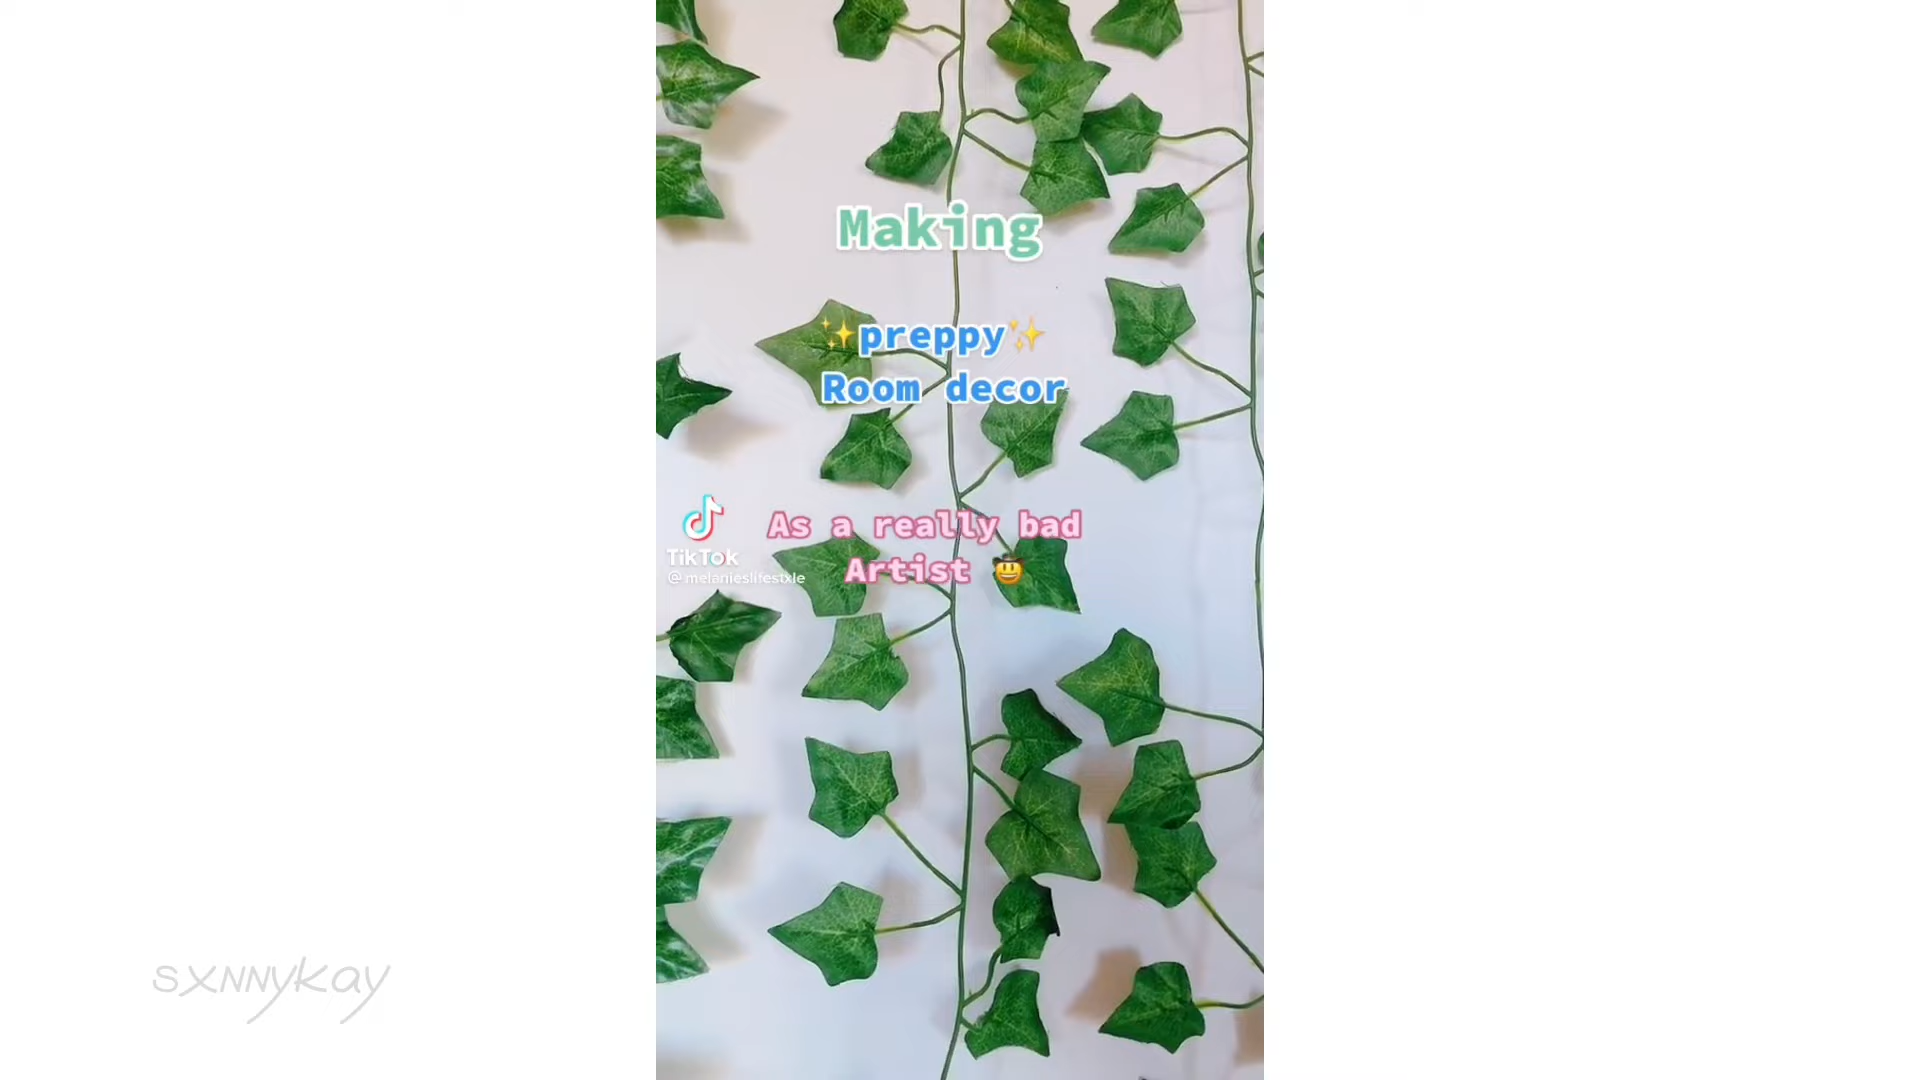 Making
✨preppy✨
Room decor
As a really bad
Artist 🤠
TikTok
@melanieslifestxle
sxnnykay